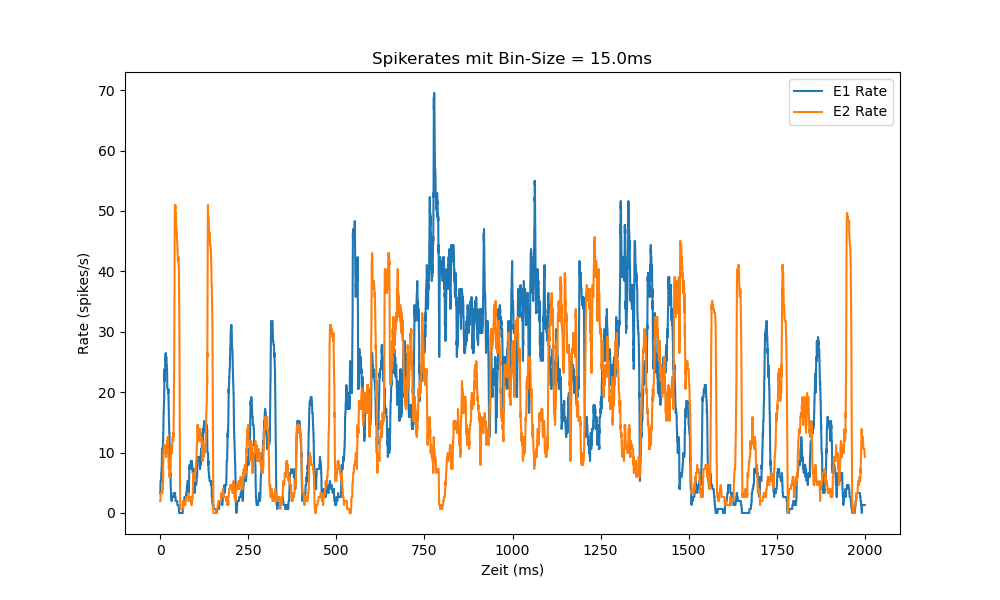 Spikerates mit Bin-Size = 15.0ms
E1 Rate
E2 Rate
Rate (spikes/s)
70
60
50
40
30
20
10
0
0 250 500 750 1000 1250 1500 1750 2000
Zeit (ms)